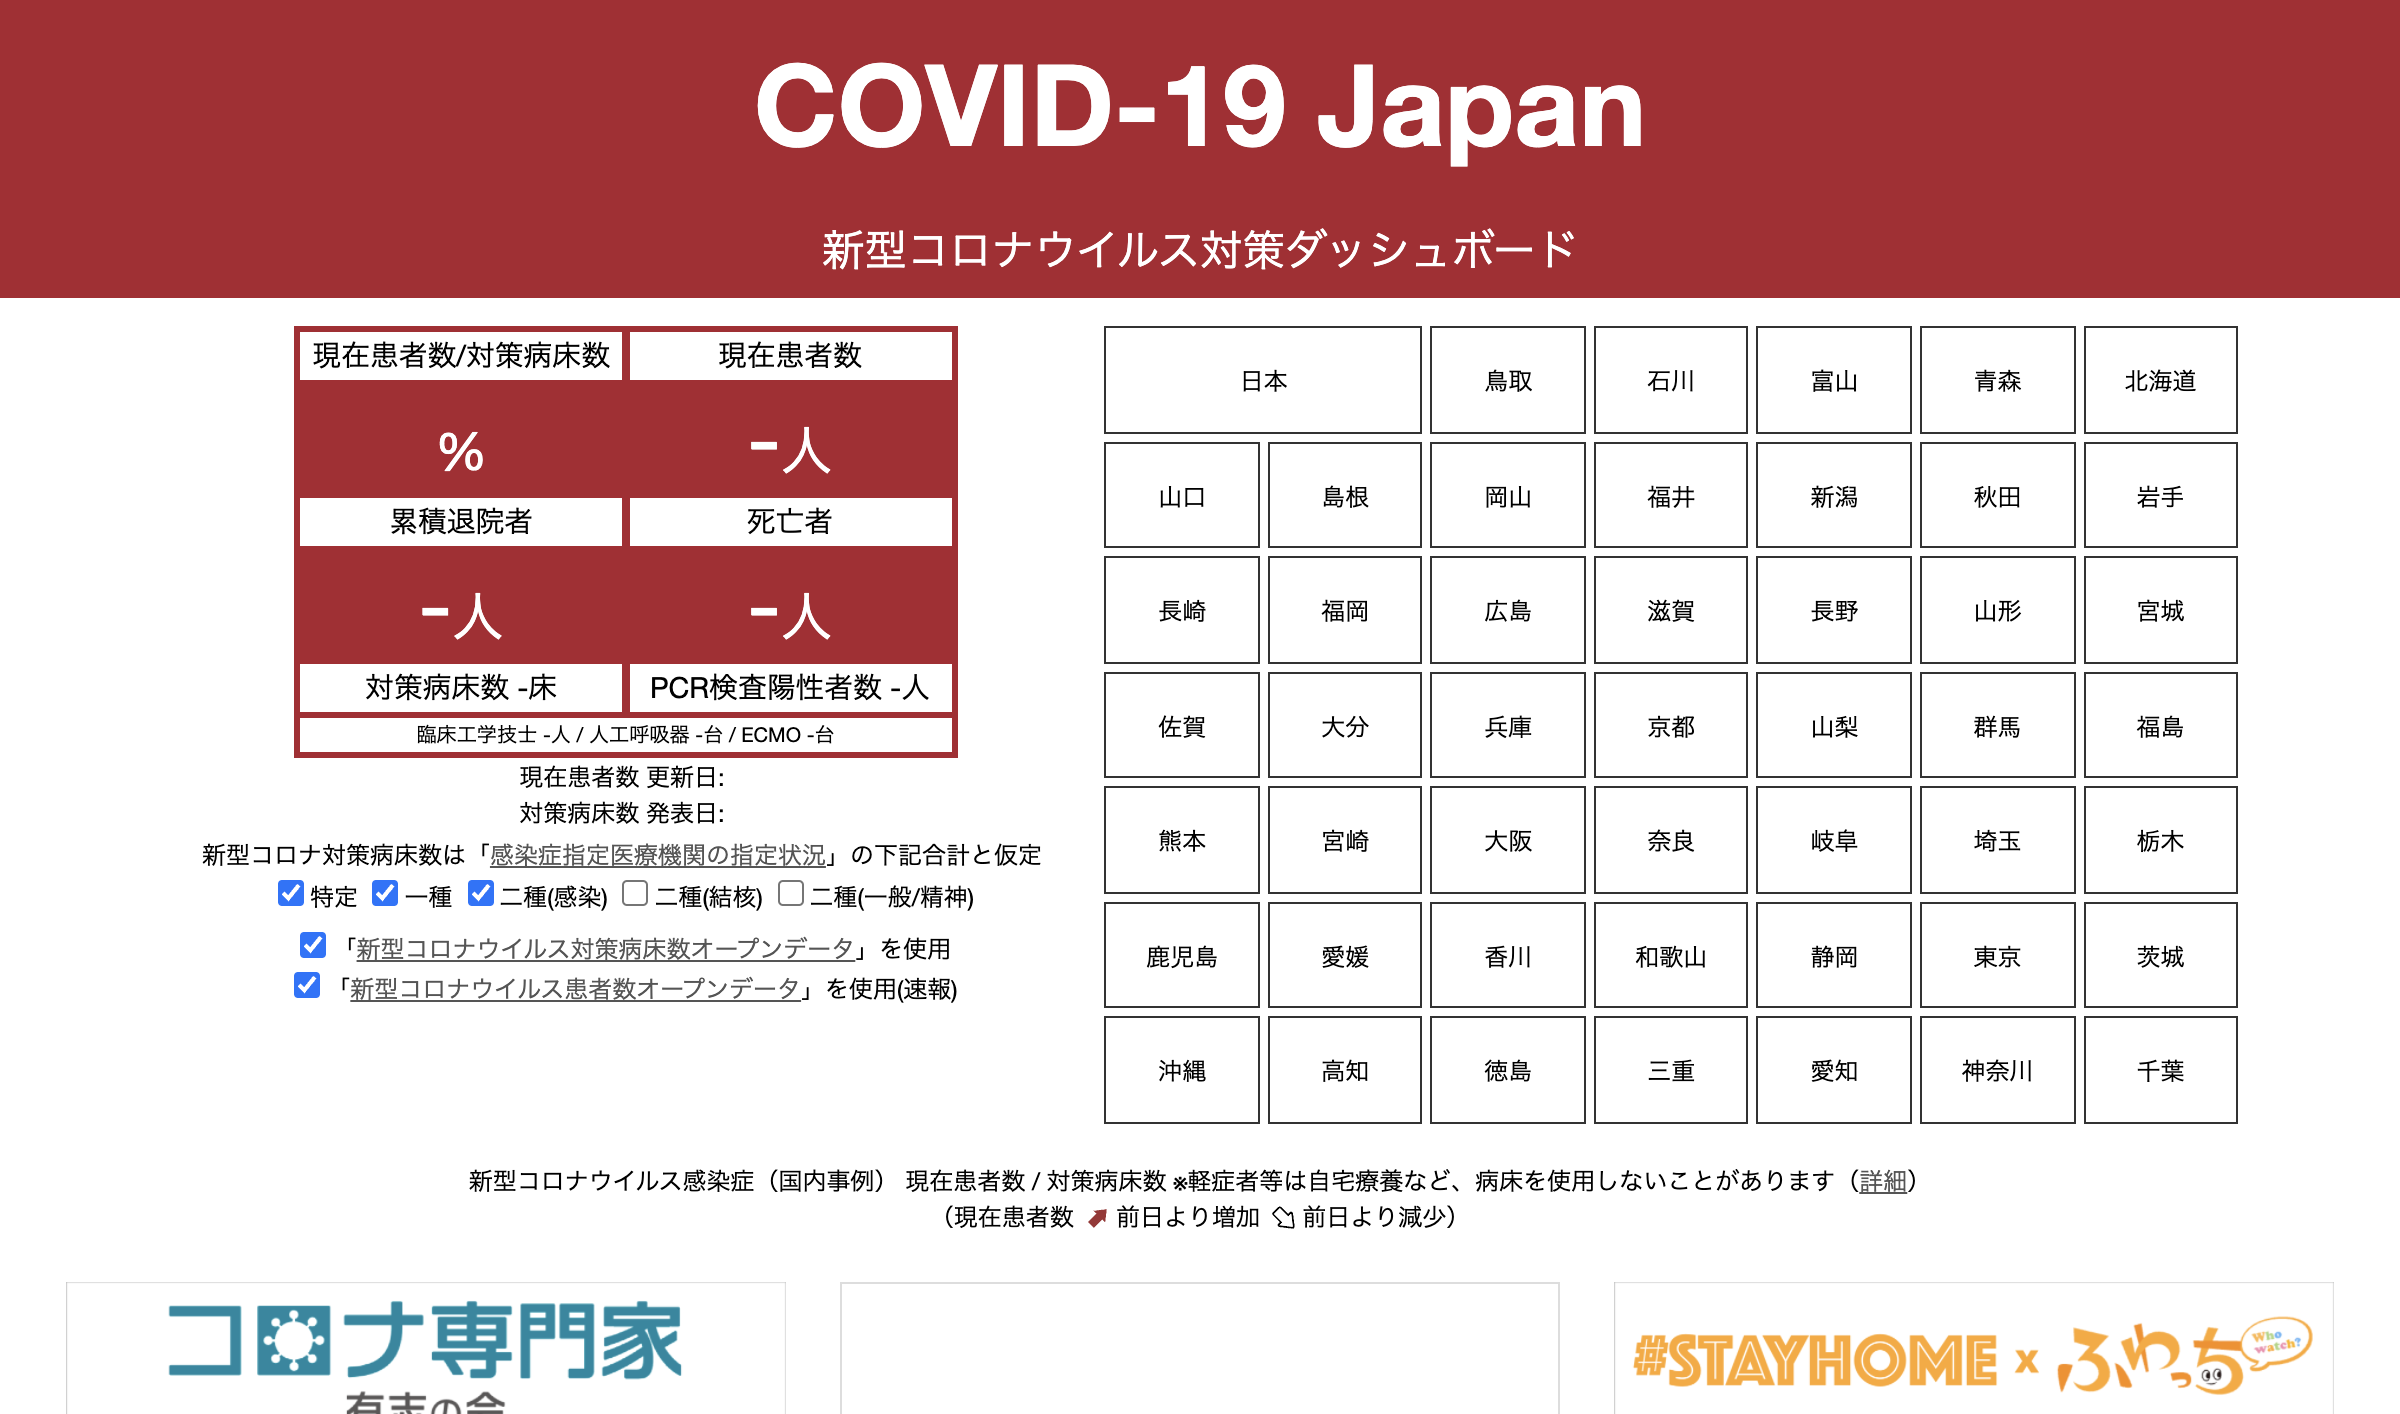 COVID-19 Japan
新型コロナウイルス対策ダッシュボード
現在患者数/対策病床数 現在患者数
% -人
累積退院者 死亡者
-人 -人
対策病床数 -床 PCR検査陽性者数 -人
臨床工学技士 -人 / 人工呼吸器 -台 / ECMO -台
現在患者数 更新日:
対策病床数 発表日:
新型コロナ対策病床数は「感染症指定医療機関の指定状況」の下記合計と仮定
特定 一種 二種(感染) 二種(結核) 二種(一般/精神)
「新型コロナウイルス対策病床数オープンデータ」を使用
「新型コロナウイルス患者数オープンデータ」を使用(速報)
日本 鳥取 石川 富山 青森 北海道
山口 島根 岡山 福井 新潟 秋田 岩手
長崎 福岡 広島 滋賀 長野 山形 宮城
佐賀 大分 兵庫 京都 山梨 群馬 福島
熊本 宮崎 大阪 奈良 岐阜 埼玉 栃木
鹿児島 愛媛 香川 和歌山 静岡 東京 茨城
沖縄 高知 徳島 三重 愛知 神奈川 千葉
新型コロナウイルス感染症（国内事例） 現在患者数 / 対策病床数 ※軽症者等は自宅療養など、病床を使用しないことがあります（詳細）
（現在患者数 前日より増加 前日より減少）
コロナ専門家
有志の会
#STAYHOME x ふわっち
Who
watch?